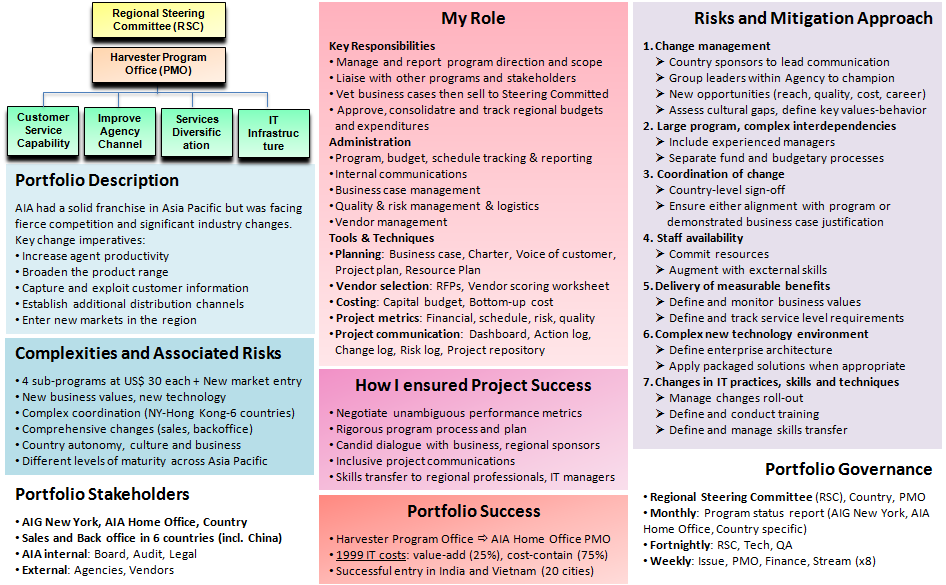 Regional Steering
Committee (RSC)
Harvester Program
Office (PMO)
Customer
Service
Capability
Improve
Agency
Channel
Services
Diversific
ation
IT
Infrastruc
ture
Portfolio Description
AIA had a solid franchise in Asia Pacific but was facing
fierce competition and significant industry changes.
Key change imperatives:
• Increase agent productivity
• Broaden the product range
• Capture and exploit customer information
• Establish additional distribution channels
• Enter new markets in the region
Complexities and Associated Risks
• 4 sub-programs at US$ 30 each + New market entry
• New business values, new technology
• Complex coordination (NY-Hong Kong-6 countries)
• Comprehensive changes (sales, backoffice)
• Country autonomy, culture and business
• Different levels of maturity across Asia Pacific
Portfolio Stakeholders
• AIG New York, AIA Home Office, Country
• Sales and Back office in 6 countries (incl. China)
• AIA internal: Board, Audit, Legal
• External: Agencies, Vendors
My Role
Key Responsibilities
• Manage and report program direction and scope
• Liaise with other programs and stakeholders
• Vet business cases then sell to Steering Committed
• Approve, consolidatre and track regional budgets
and expenditures
Administration
• Program, budget, schedule tracking & reporting
• Internal communications
• Business case management
• Quality & risk management & logistics
• Vendor management
Tools & Techniques
• Planning: Business case, Charter, Voice of customer,
Project plan, Resource Plan
• Vendor selection: RFPs, Vendor scoring worksheet
• Costing: Capital budget, Bottom-up cost
• Project metrics: Financial, schedule, risk, quality
• Project communication: Dashboard, Action log,
Change log, Risk log, Project repository
How I ensured Project Success
• Negotiate unambiguous performance metrics
• Rigorous program process and plan
• Candid dialogue with business, regional sponsors
• Inclusive project communications
• Skills transfer to regional professionals, IT managers
Portfolio Success
• Harvester Program Office ⇨ AIA Home Office PMO
• 1999 IT costs: value-add (25%), cost-contain (75%)
• Successful entry in India and Vietnam (20 cities)
Risks and Mitigation Approach
1. Change management
➢ Country sponsors to lead communication
➢ Group leaders within Agency to champion
➢ New opportunities (reach, quality, cost, career)
➢ Assess cultural gaps, define key values-behavior
2. Large program, complex interdependencies
➢ Include experienced managers
➢ Separate fund and budgetary processes
3. Coordination of change
➢ Country-level sign-off
➢ Ensure either alignment with program or
demonstrated business case justification
4. Staff availability
➢ Commit resources
➢ Augment with excternal skills
5. Delivery of measurable benefits
➢ Define and monitor business values
➢ Define and track service level requirements
6. Complex new technology environment
➢ Define enterprise architecture
➢ Apply packaged solutions when appropriate
7. Changes in IT practices, skills and techniques
➢ Manage changes roll-out
➢ Define and conduct training
➢ Define and manage skills transfer
Portfolio Governance
• Regional Steering Committee (RSC), Country, PMO
• Monthly: Program status report (AIG New York, AIA
Home Office, Country specific)
• Fortnightly: RSC, Tech, QA
• Weekly: Issue, PMO, Finance, Stream (x8)